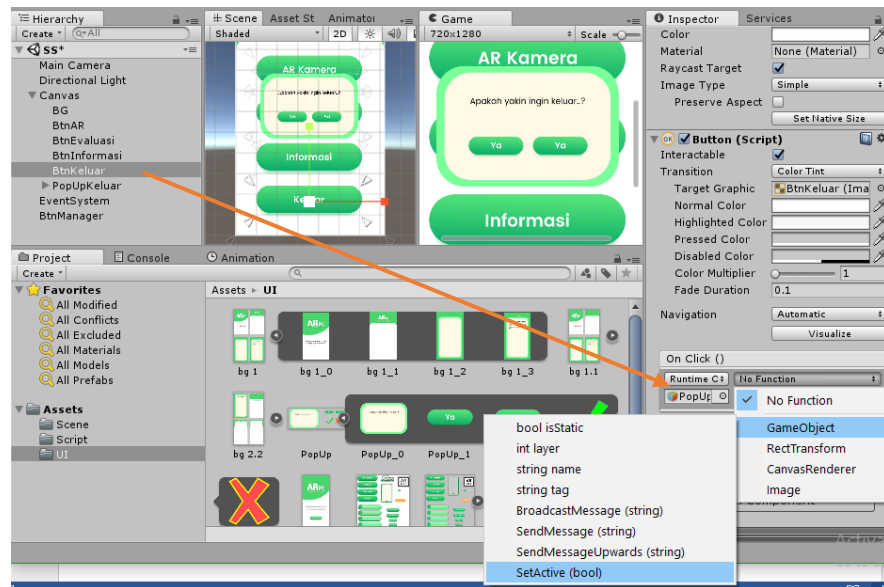 Hierarchy
Create
All
SS*
Main Camera
Directional Light
Canvas
BG
BtnAR
BtnEvaluasi
BtnInformasi
BtnKeluar
PopUpKeluar
EventSystem
BtnManager
Scene Asset St Animator
Shaded 2D
AR Kamera
Apakah yakin ingin keluar..?
Ya Ya
Informasi
Game
720x1280 Scale
AR Kamera
Apakah yakin ingin keluar..?
Ya Ya
Informasi
Inspector Services
Color
Material None (Material)
Raycast Target
Image Type Simple
Preserve Aspect
Set Native Size
OK Button (Script)
Interactable
Transition Color Tint
Target Graphic BtnKeluar (Ima
Normal Color
Highlighted Color
Pressed Color
Disabled Color
Color Multiplier 1
Fade Duration 0.1
Navigation Automatic
Visualize
On Click ()
Runtime C No Function
PopUp
No Function
GameObject
RectTransform
CanvasRenderer
Image
Project Console
Create
Favorites
All Modified
All Conflicts
All Excluded
All Materials
All Models
All Prefabs
Assets
Scene
Script
UI
Animation
Assets UI
bg 1 bg 1_0 bg 1_1 bg 1_2 bg 1_3 bg 1.1
Ya
bg 2.2 PopUp PopUp_0 PopUp_1
bool isStatic
int layer
string name
string tag
BroadcastMessage (string)
SendMessage (string)
SendMessageUpwards (string)
SetActive (bool)